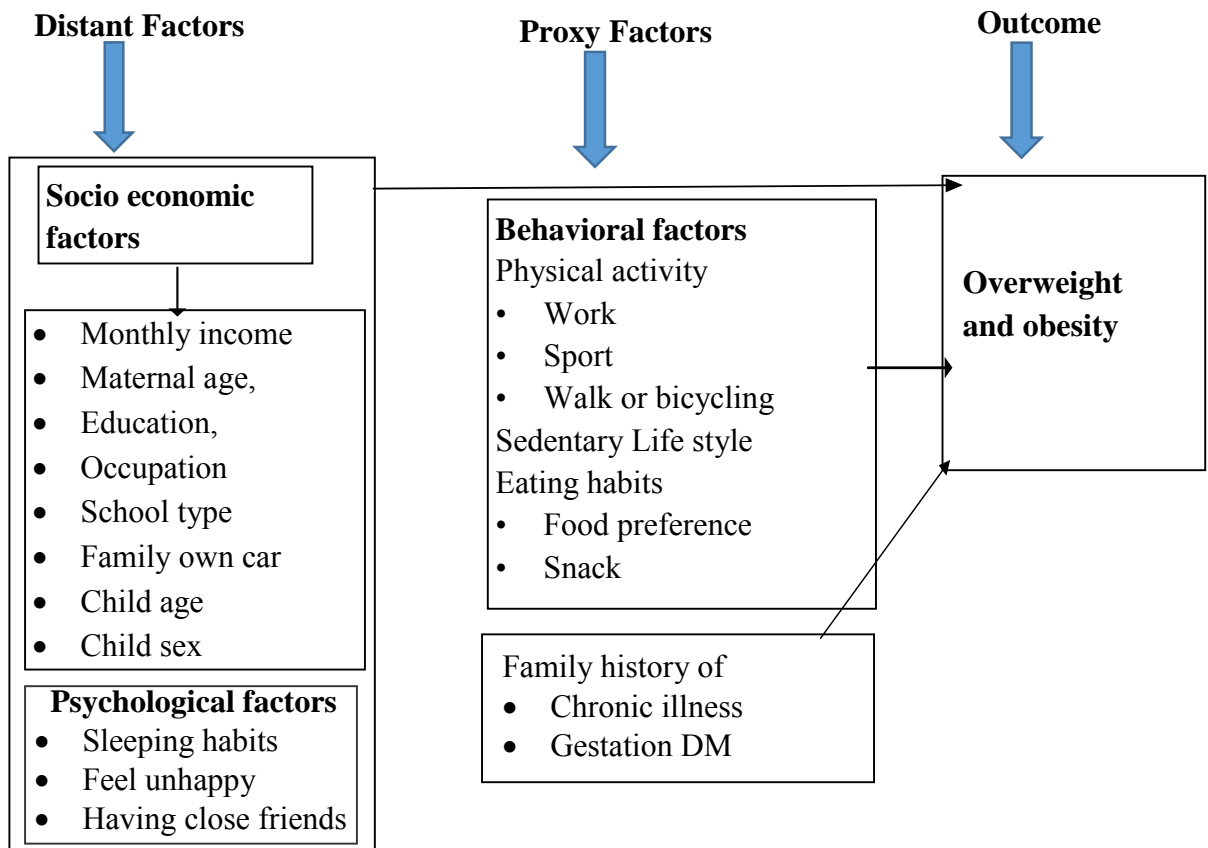 Distant Factors
Proxy Factors
Outcome
Socio economic
factors
• Monthly income
• Maternal age,
• Education,
• Occupation
• School type
• Family own car
• Child age
• Child sex
Psychological factors
• Sleeping habits
• Feel unhappy
• Having close friends
Behavioral factors
Physical activity
• Work
• Sport
• Walk or bicycling
Sedentary Life style
Eating habits
• Food preference
• Snack
Family history of
• Chronic illness
• Gestation DM
Overweight
and obesity